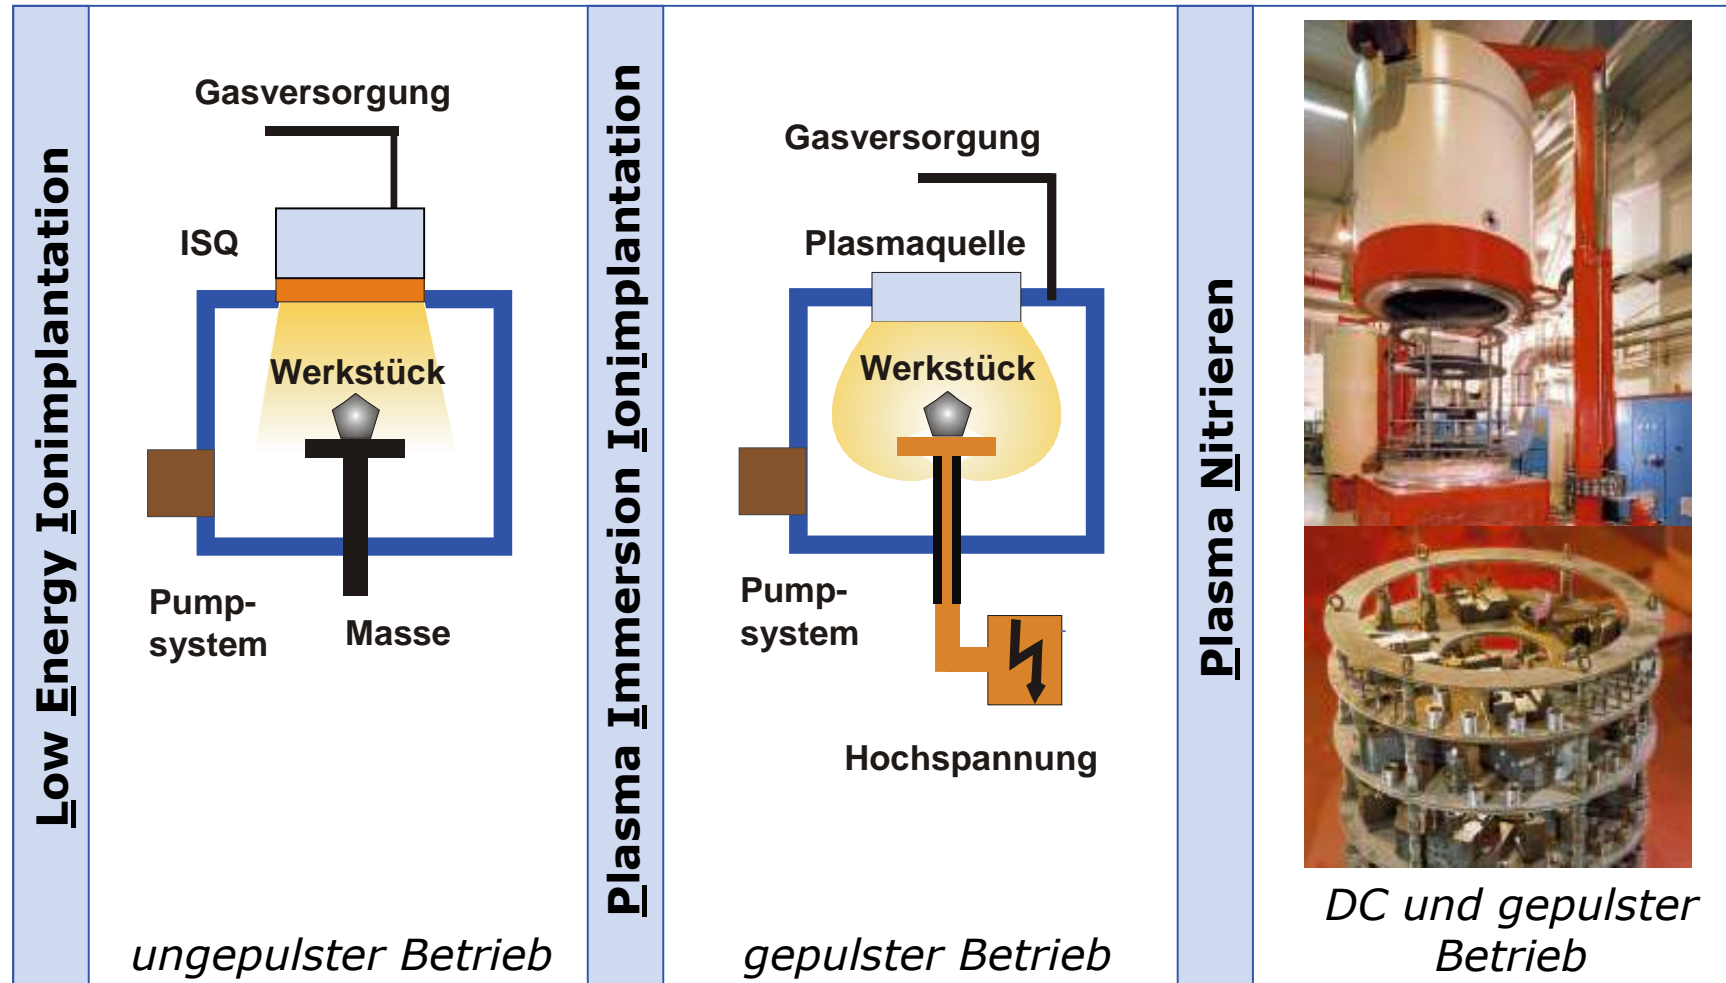 Low Energy Ionimplantation
Gasversorgung
ISQ
Werkstück
Pump-
system
Masse
ungepulster Betrieb
Plasma Immersion Ionimplantation
Gasversorgung
Plasmaquelle
Werkstück
Pump-
system
Hochspannung
gepulster Betrieb
Plasma Nitrieren
DC und gepulster
Betrieb